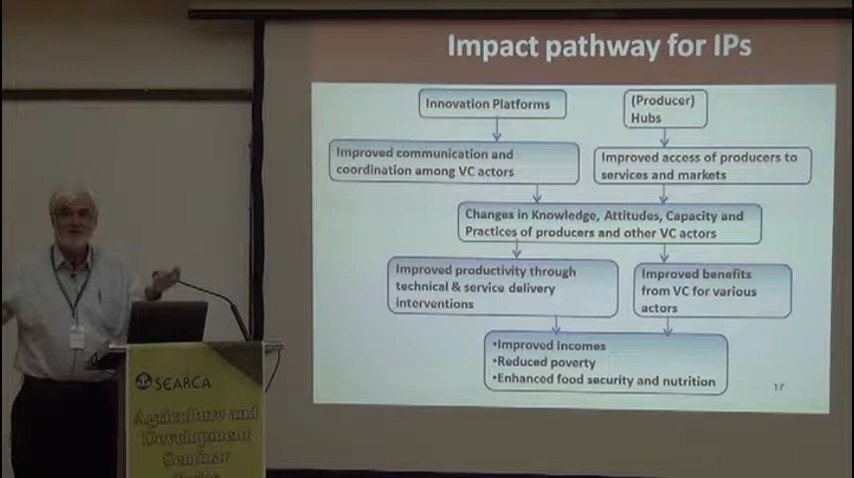 Impact pathway for IPs
Innovation Platforms
(Producer)
Hubs
Improved communication and
coordination among VC actors
Improved access of producers to
services and markets
Changes in Knowledge, Attitudes, Capacity and
Practices of producers and other VC actors
Improved productivity through
technical & service delivery
interventions
Improved benefits
from VC for various
actors
•Improved Incomes
•Reduced poverty
•Enhanced food security and nutrition
17
SEARCA
Agriculture and
Development
Seminar